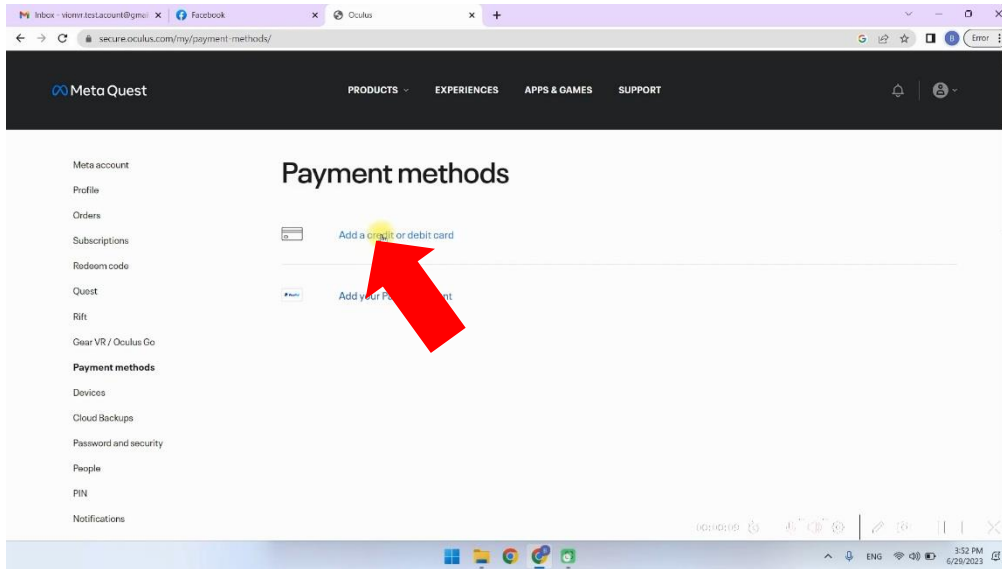 Inbox - vionvr.testacount@gmai
Facebook
Oculus
secure.oculus.com/my/payment-methods/
Error
Meta Quest
PRODUCTS
EXPERIENCES
APPS & GAMES
SUPPORT
Meta account
Profile
Orders
Subscriptions
Redeem code
Quest
Rift
Gear VR / Oculus Go
Payment methods
Devices
Cloud Backups
Password and security
People
PIN
Notifications
Payment methods
Add a credit or debit card
Add your
ENG
3:52 PM
6/29/2023